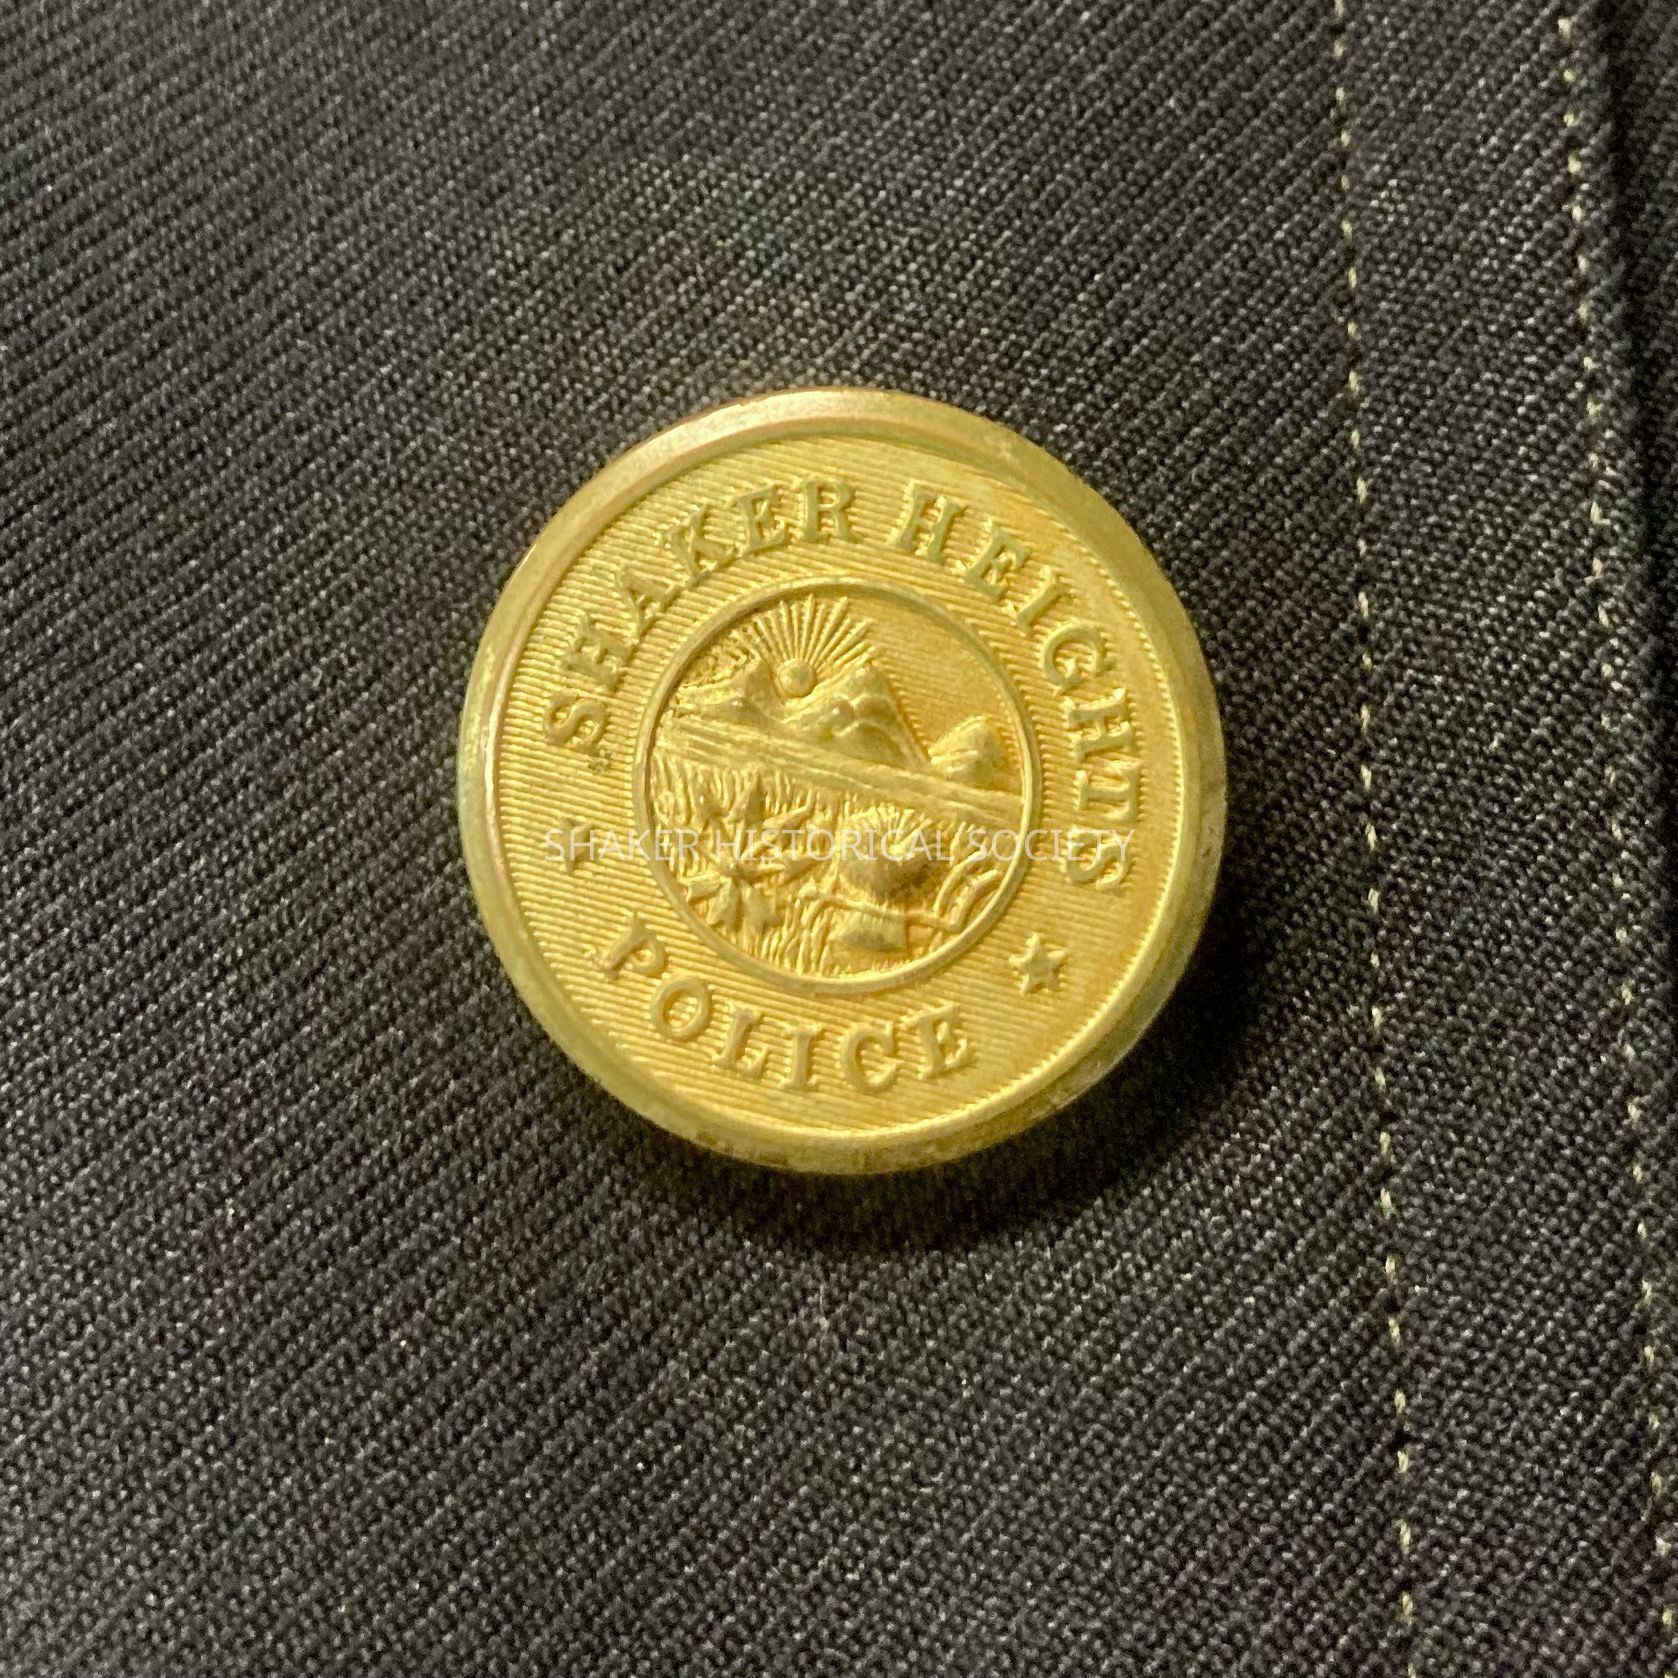 SHAKER HEIGHTS
POLICE
SHAKER HISTORICAL SOCIETY